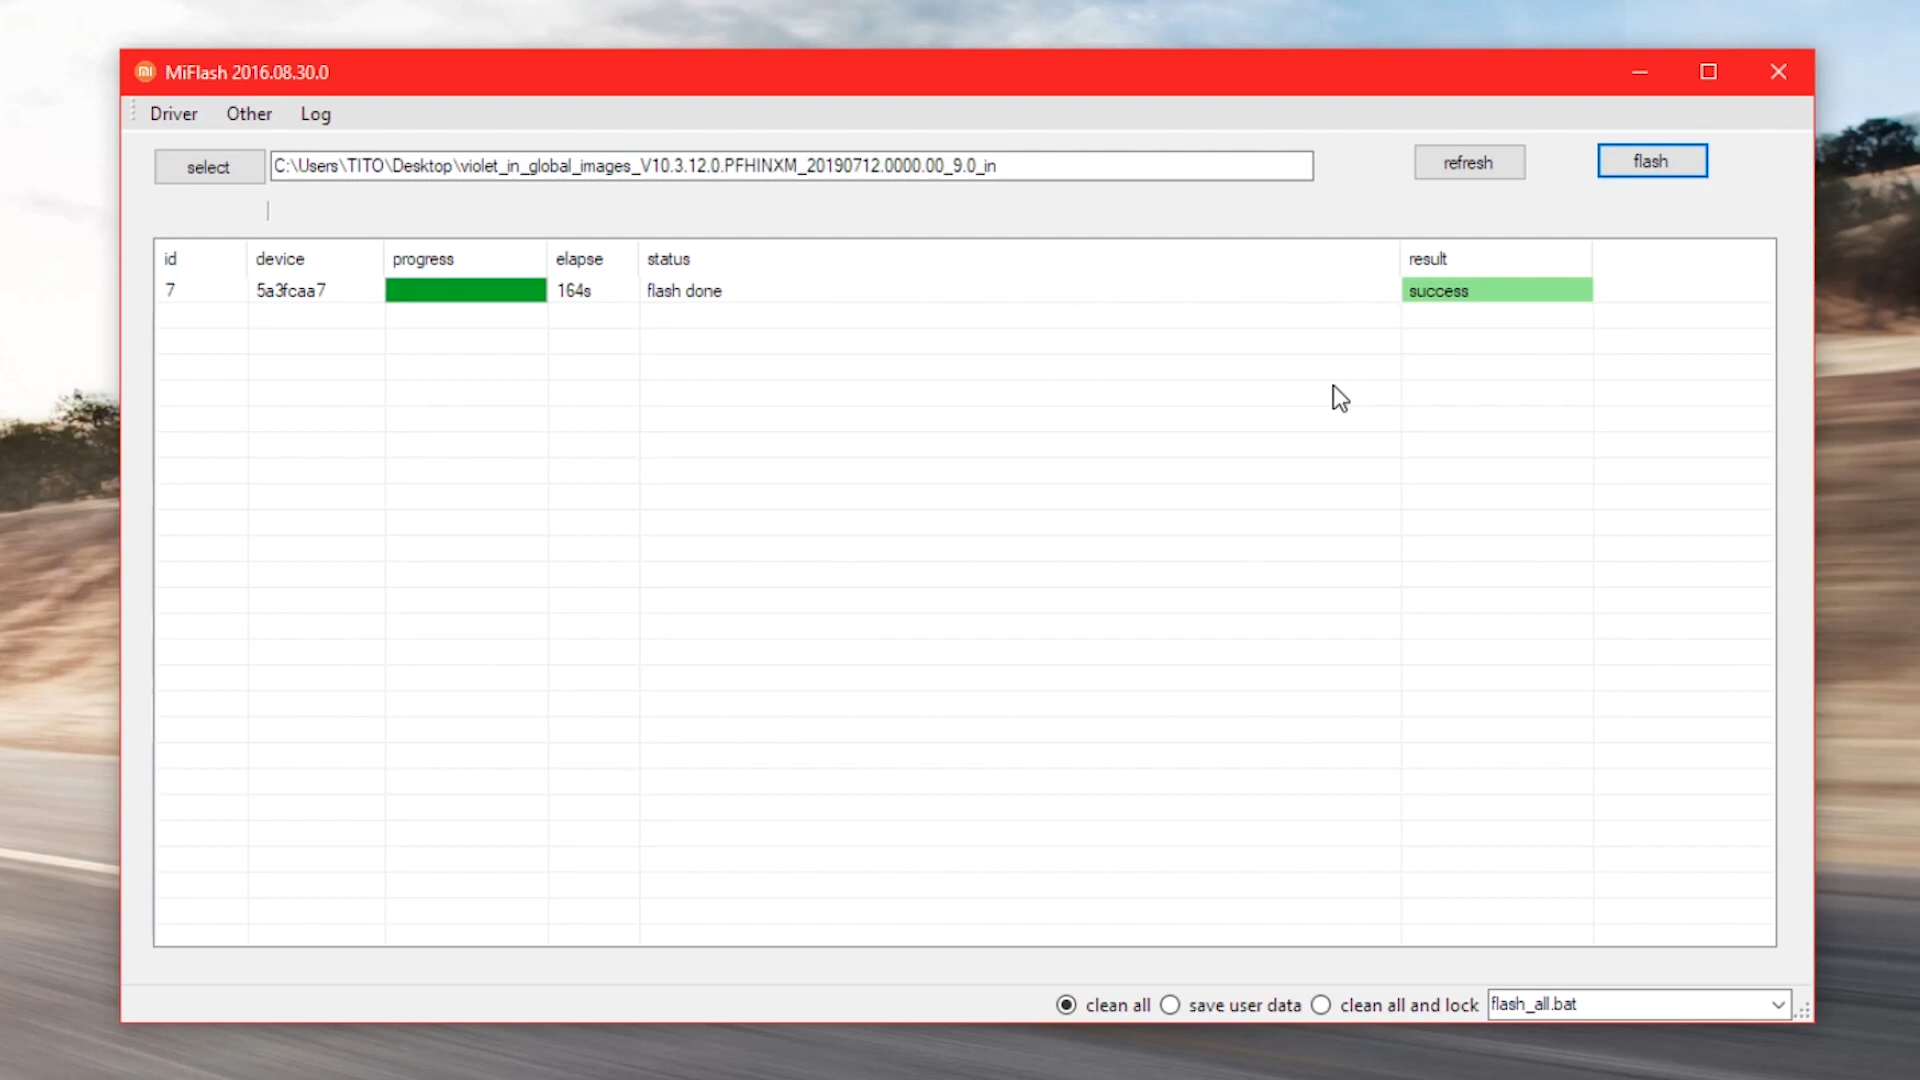 MiFlash 2016.08.30.0
Driver Other Log
select C:\Users\TITO\Desktop\violet_in_global_images_V10.3.12.0.PFHINXM_20190712.0000.00_9.0_in refresh flash
id device progress elapse status result
7 5a3fcaa7 164s flash done success
clean all save user data clean all and lock flash_all.bat